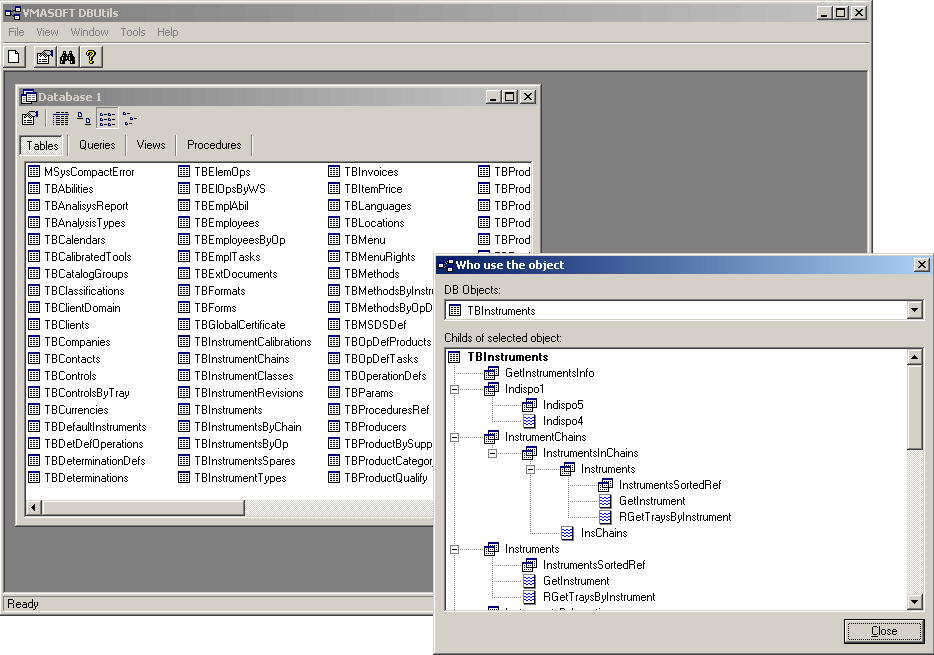 VMASOFT DBUtils
File View Window Tools Help
Database 1
Tables Queries Views Procedures
MSysCompactError TBElemOps TBInvoices TBProd
TBAbilities TBElOpsByWS TBItemPrice TBProd
TBAnalisysReport TBEmplAbil TBLanguages TBProd
TBAnalysisTypes TBEmployees TBLocations TBProd
TBCalendars TBEmployeesByOp TBMenu TBProd
TBCalibratedTools TBEmplTasks TBMenuRights
TBCatalogGroups TBExtDocuments TBMethods
TBClassifications TBFormats TBMethodsByInstru
TBClientDomain TBForms TBMethodsByOpD
TBClients TBGlobalCertificate TBMSDSDef
TBCompanies TBInstrumentCalibrations TBOpDefProducts
TBContacts TBInstrumentChains TBOpDefTasks
TBControls TBInstrumentClasses TBOperationDefs
TBControlsByTray TBInstrumentRevisions TBParams
TBCurrencies TBInstruments TBProceduresRef
TBDefaultInstruments TBInstrumentsByChain TBProducers
TBDetDefOperations TBInstrumentsByOp TBProductBySupp
TBDeterminationDefs TBInstrumentsSpares TBProductCategor
TBDeterminations TBInstrumentTypes TBProductQualify
Ready
Who use the object
DB Objects:
TBInstruments
Childs of selected object:
TBInstruments
GetInstrumentsInfo
Indispo1
Indispo5
Indispo4
InstrumentChains
InstrumentsInChains
Instruments
InstrumentsSortedRef
GetInstrument
RGetTraysByInstrument
InsChains
Instruments
InstrumentsSortedRef
GetInstrument
RGetTraysByInstrument
Close